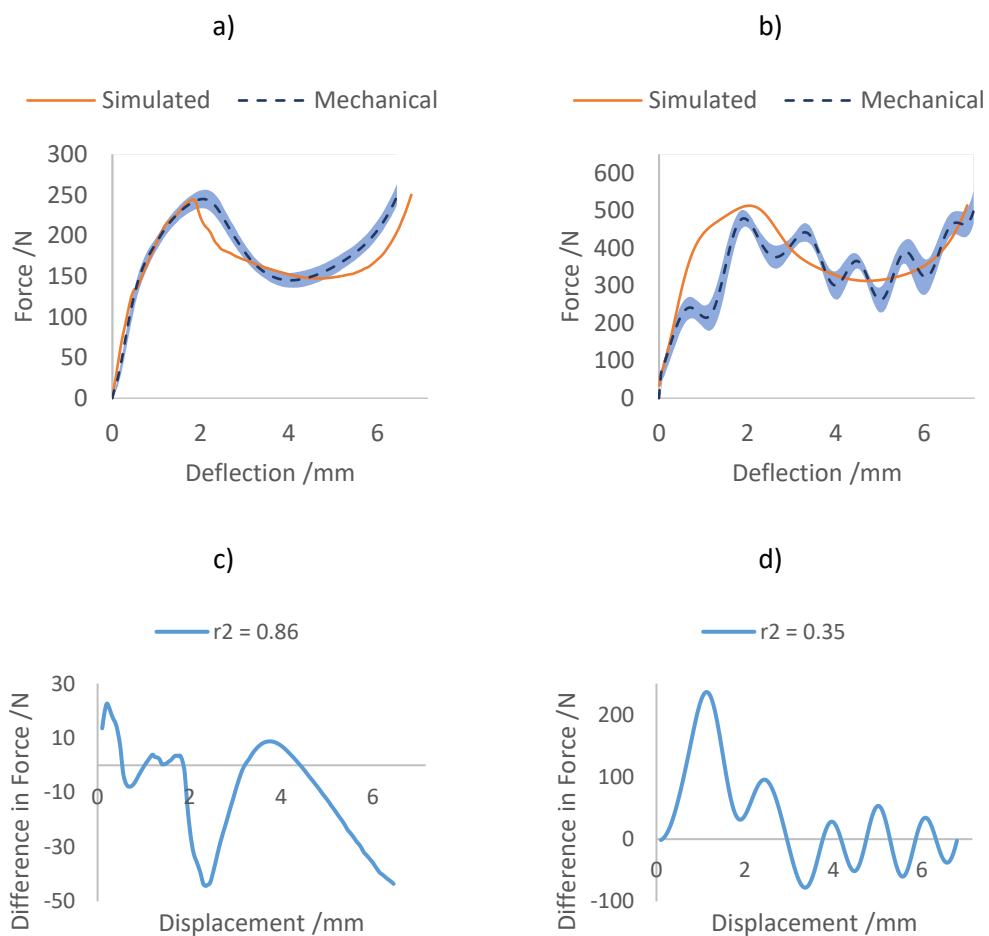 a)
Simulated Mechanical
300
250
200
150
100
50
0
0 2 4 6
Force /N
Deflection /mm
b)
Simulated Mechanical
600
500
400
300
200
100
0
0 2 4 6
Force /N
Deflection /mm
c)
r2 = 0.86
30
10
-10
-30
-50
0 2 4 6
Difference in Force /N
Displacement /mm
d)
r2 = 0.35
200
100
0
-100
0 2 4 6
Difference in Force /N
Displacement /mm